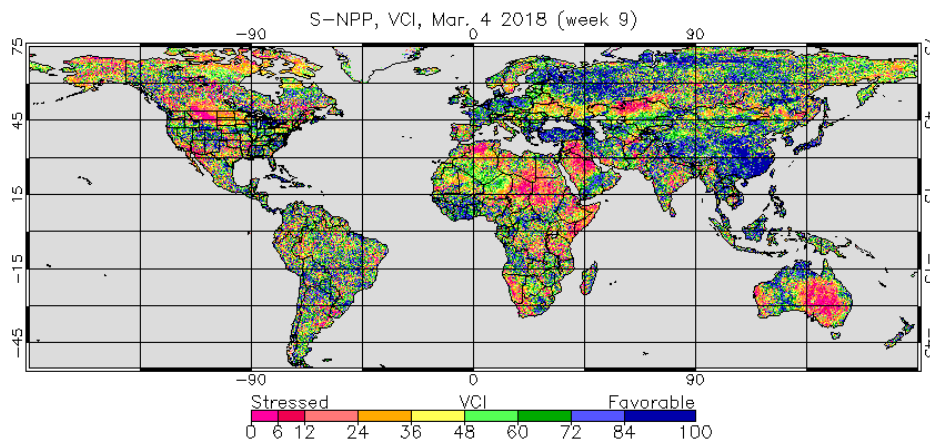 S-NPP, VCI, Mar. 4 2018 (week 9)
-90 0 90
75
45
15
-15
-45
-90 0 90
Stressed VCI Favorable
0 6 12 24 36 48 60 72 84 100